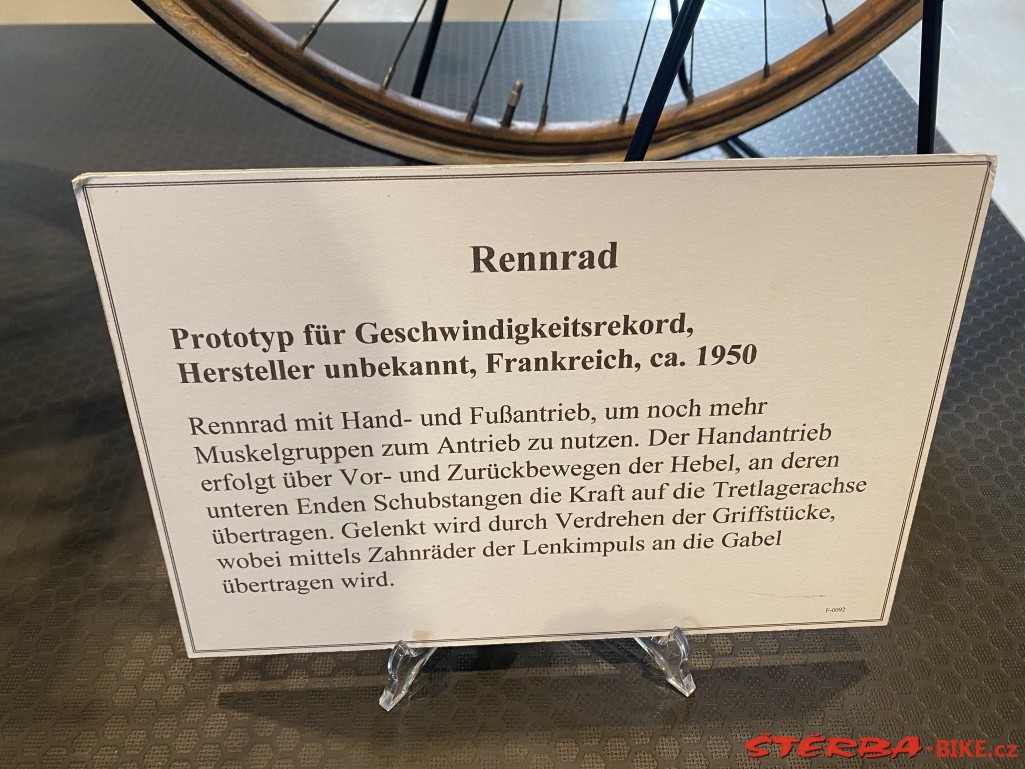 Rennrad
Prototyp für Geschwindigkeitsrekord,
Hersteller unbekannt, Frankreich, ca. 1950
Rennrad mit Hand- und Fußantrieb, um noch mehr
Muskelgruppen zum Antrieb zu nutzen. Der Handantrieb
erfolgt über Vor- und Zurückbewegen der Hebel, an deren
unteren Enden Schubstangen die Kraft auf die Tretlagerachse
übertragen. Gelenkt wird durch Verdrehen der Griffstücke,
wobei mittels Zahnräder der Lenkimpuls an die Gabel
übertragen wird.
F-0092
ŠTĚRBA-BIKE.cz